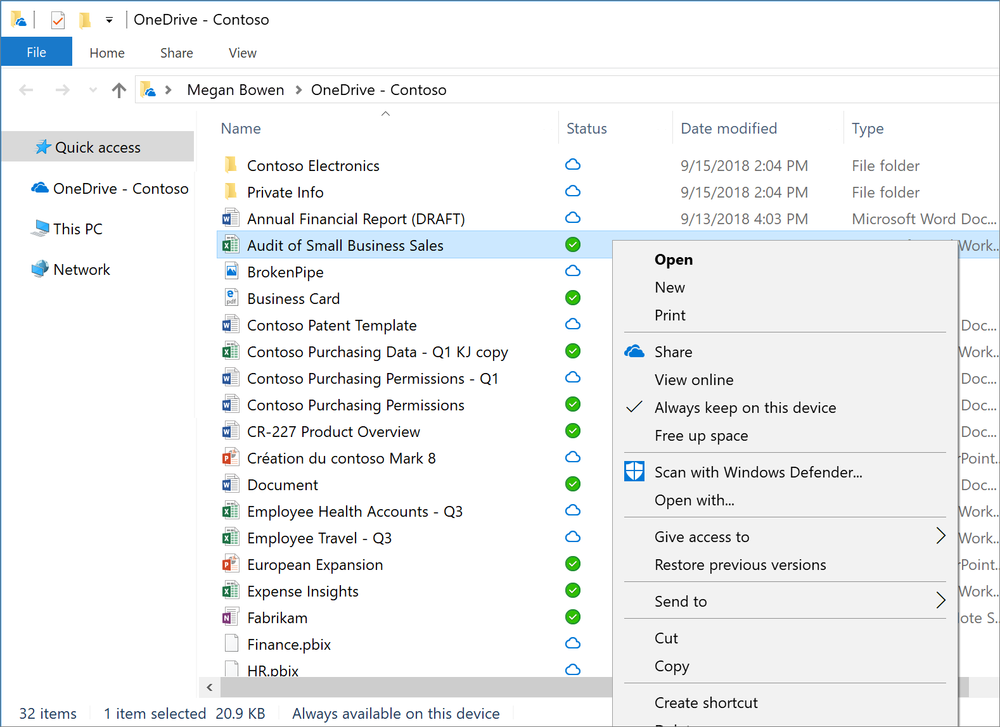 OneDrive - Contoso
File Home Share View
Megan Bowen OneDrive - Contoso
Quick access
OneDrive - Contoso
This PC
Network
Name Status Date modified Type
Contoso Electronics 9/15/2018 2:04 PM File folder
Private Info 9/15/2018 2:04 PM File folder
Annual Financial Report (DRAFT) 9/13/2018 4:03 PM Microsoft Word Doc...
Audit of Small Business Sales Work...
BrokenPipe
Business Card
Contoso Patent Template Doc...
Contoso Purchasing Data - Q1 KJ copy Work...
Contoso Purchasing Permissions - Q1 Doc...
Contoso Purchasing Permissions Doc...
CR-227 Product Overview Doc...
Création du contoso Mark 8 Point...
Document Doc...
Employee Health Accounts - Q3 Work...
Employee Travel - Q3 Work...
European Expansion Point...
Expense Insights Work...
Fabrikam ote S...
Finance.pbix
HR.pbix
Open
New
Print
Share
View online
Always keep on this device
Free up space
Scan with Windows Defender...
Open with...
Give access to
Restore previous versions
Send to
Cut
Copy
Create shortcut
32 items 1 item selected 20.9 KB Always available on this device